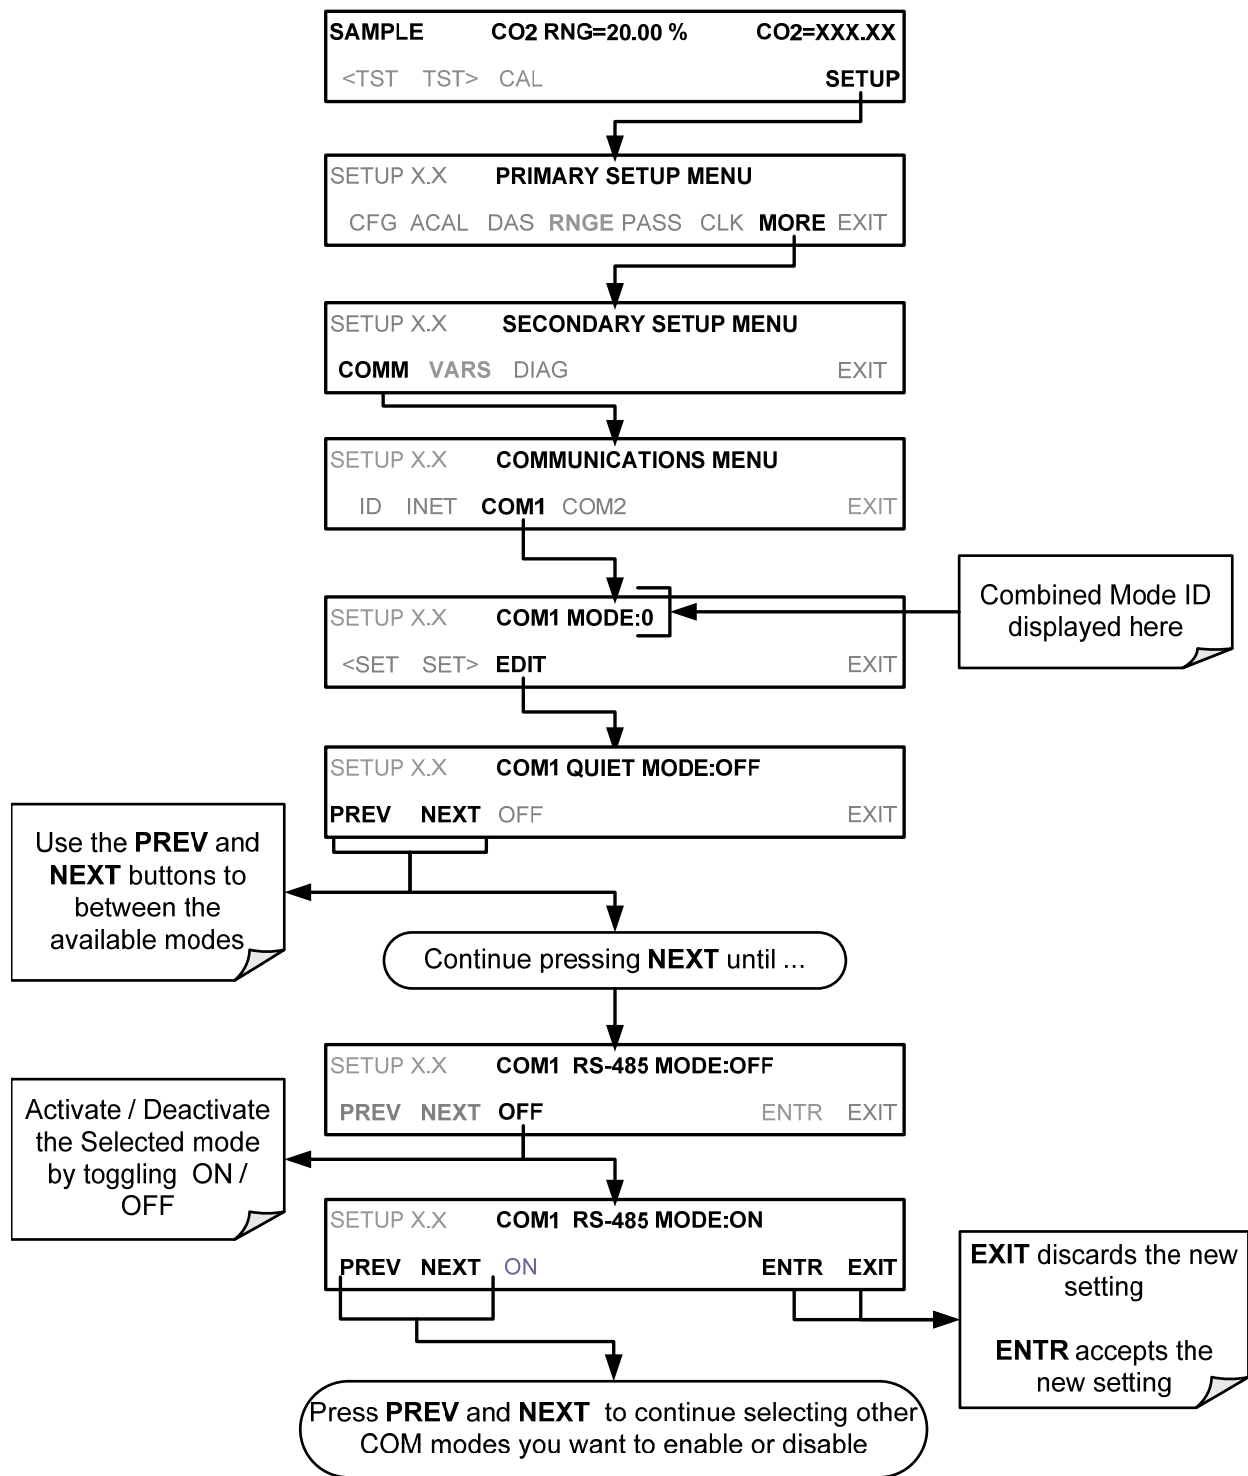 SAMPLE CO2 RNG=20.00 % CO2=XXX.XX
<TST TST> CAL SETUP
SETUP X.X PRIMARY SETUP MENU
CFG ACAL DAS RNGE PASS CLK MORE EXIT
SETUP X.X SECONDARY SETUP MENU
COMM VARS DIAG EXIT
SETUP X.X COMMUNICATIONS MENU
ID INET COM1 COM2 EXIT
SETUP X.X COM1 MODE:0
<SET SET> EDIT EXIT
Combined Mode ID
displayed here
SETUP X.X COM1 QUIET MODE:OFF
PREV NEXT OFF EXIT
Use the PREV and
NEXT buttons to
between the
available modes
Continue pressing NEXT until ...
SETUP X.X COM1 RS-485 MODE:OFF
PREV NEXT OFF ENTR EXIT
Activate / Deactivate
the Selected mode
by toggling ON /
OFF
SETUP X.X COM1 RS-485 MODE:ON
PREV NEXT ON ENTR EXIT
EXIT discards the new
setting
ENTR accepts the
new setting
Press PREV and NEXT to continue selecting other
COM modes you want to enable or disable